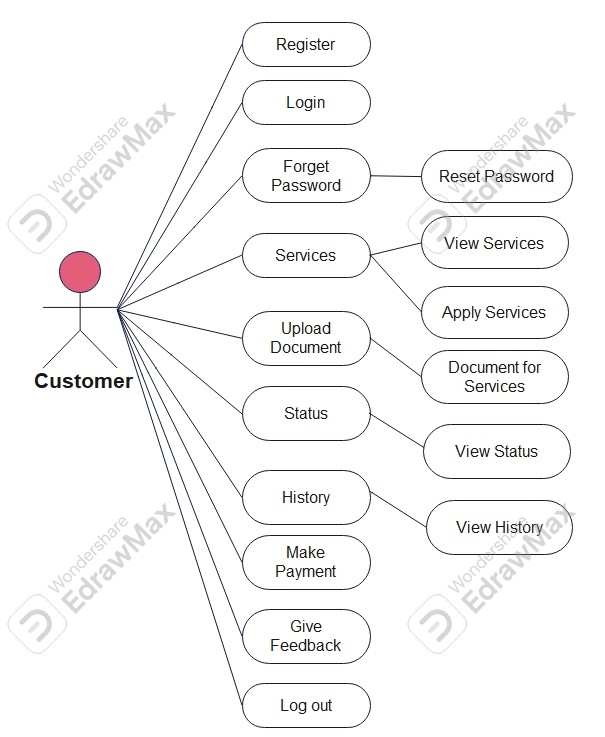 Register
Login
Forget
Password
Reset Password
Services
View Services
Apply Services
Upload
Document
Document for
Services
Customer
Status
View Status
History
View History
Make
Payment
Give
Feedback
Log out
Wondershare
EdrawMax
Wondershare
EdrawMax
Wondershare
EdrawMax
Wondershare
EdrawMax